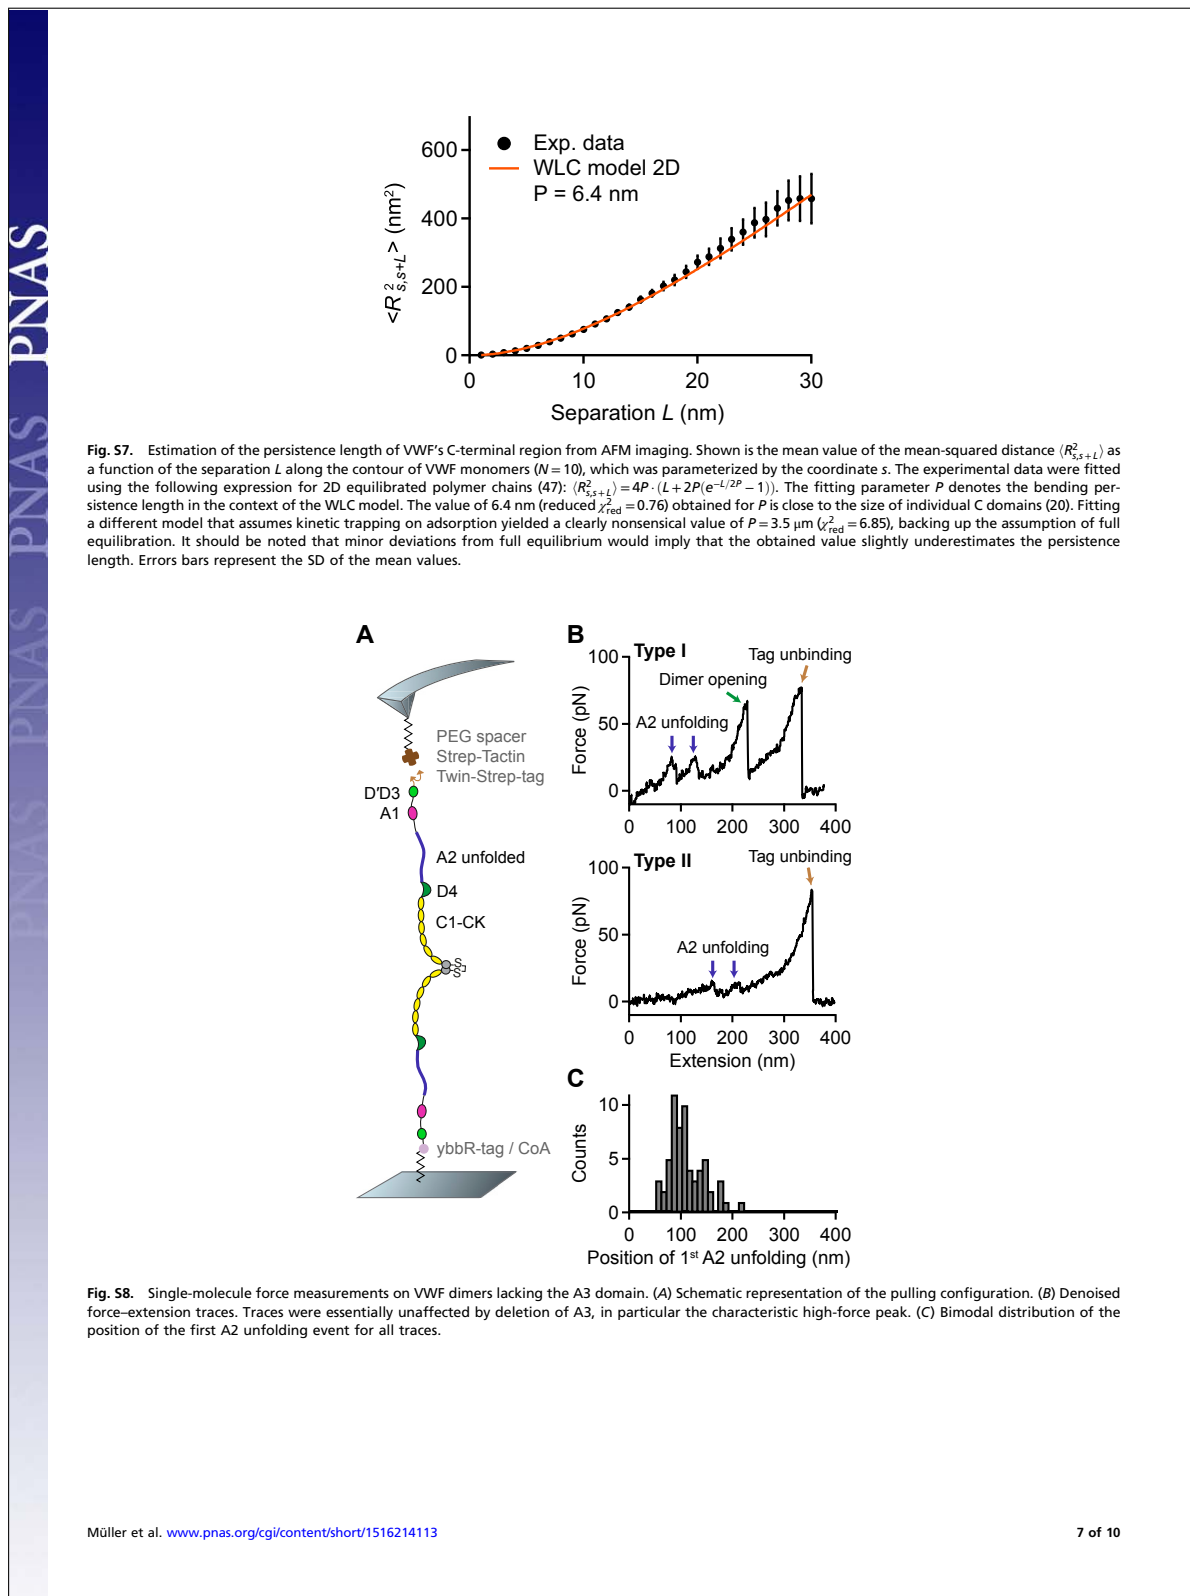 PNAS
PNAS
PNAS
PNAS
600
400
200
0
<R²s,s+L> (nm²)
Exp. data
WLC model 2D
P = 6.4 nm
0 10 20 30
Separation L (nm)
Fig. S7. Estimation of the persistence length of VWF's C-terminal region from AFM imaging. Shown is the mean value of the mean-squared distance ⟨R²s,s+L⟩ as
a function of the separation L along the contour of VWF monomers (N = 10), which was parameterized by the coordinate s. The experimental data were fitted
using the following expression for 2D equilibrated polymer chains (47): ⟨R²s,s+L⟩ = 4P · (L + 2P(e^−L/2P − 1)). The fitting parameter P denotes the bending per-
sistence length in the context of the WLC model. The value of 6.4 nm (reduced χ²red = 0.76) obtained for P is close to the size of individual C domains (20). Fitting
a different model that assumes kinetic trapping on adsorption yielded a clearly nonsensical value of P = 3.5 μm (χ²red = 6.85), backing up the assumption of full
equilibration. It should be noted that minor deviations from full equilibrium would imply that the obtained value slightly underestimates the persistence
length. Errors bars represent the SD of the mean values.
A
PEG spacer
Strep-Tactin
Twin-Strep-tag
D'D3
A1
A2 unfolded
D4
C1-CK
S
S
ybbR-tag / CoA
B
Type I
Tag unbinding
Dimer opening
A2 unfolding
100
50
0
Force (pN)
0 100 200 300 400
Type II
Tag unbinding
A2 unfolding
100
50
0
Force (pN)
0 100 200 300 400
Extension (nm)
C
10
5
0
Counts
0 100 200 300 400
Position of 1st A2 unfolding (nm)
Fig. S8. Single-molecule force measurements on VWF dimers lacking the A3 domain. (A) Schematic representation of the pulling configuration. (B) Denoised
force–extension traces. Traces were essentially unaffected by deletion of A3, in particular the characteristic high-force peak. (C) Bimodal distribution of the
position of the first A2 unfolding event for all traces.
Müller et al. www.pnas.org/cgi/content/short/1516214113
7 of 10